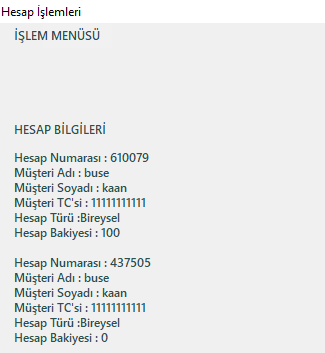 Hesap İşlemleri
İŞLEM MENÜSÜ
HESAP BİLGİLERİ
Hesap Numarası : 610079
Müşteri Adı : buse
Müşteri Soyadı : kaan
Müşteri TC'si : 11111111111
Hesap Türü :Bireysel
Hesap Bakiyesi : 100
Hesap Numarası : 437505
Müşteri Adı : buse
Müşteri Soyadı : kaan
Müşteri TC'si : 11111111111
Hesap Türü :Bireysel
Hesap Bakiyesi : 0